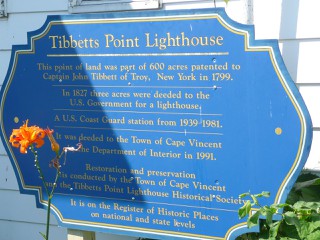 Tibbetts Point Lighthouse
This point of land was part of 600 acres patented to
Captain John Tibbett of Troy, New York in 1799.
In 1827 three acres were deeded to the
U.S. Government for a lighthouse
A U.S. Coast Guard station from 1939-1981.
It was deeded to the Town of Cape Vincent
the Department of Interior in 1991.
Restoration and preservation
is conducted by the Town of Cape Vincent
the Tibbetts Point Lighthouse Historical Society
It is on the Register of Historic Places
on national and state levels